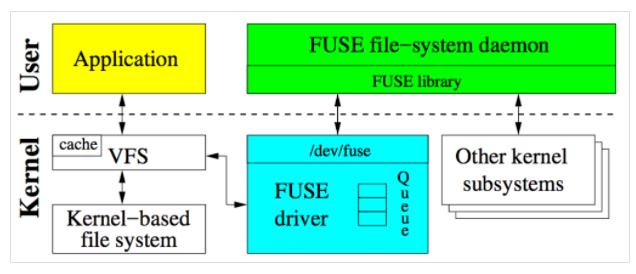 User
Application
FUSE file-system daemon
FUSE library
Kernel
cache
VFS
Kernel-based
file system
/dev/fuse
FUSE
driver
Queue
Other kernel
subsystems